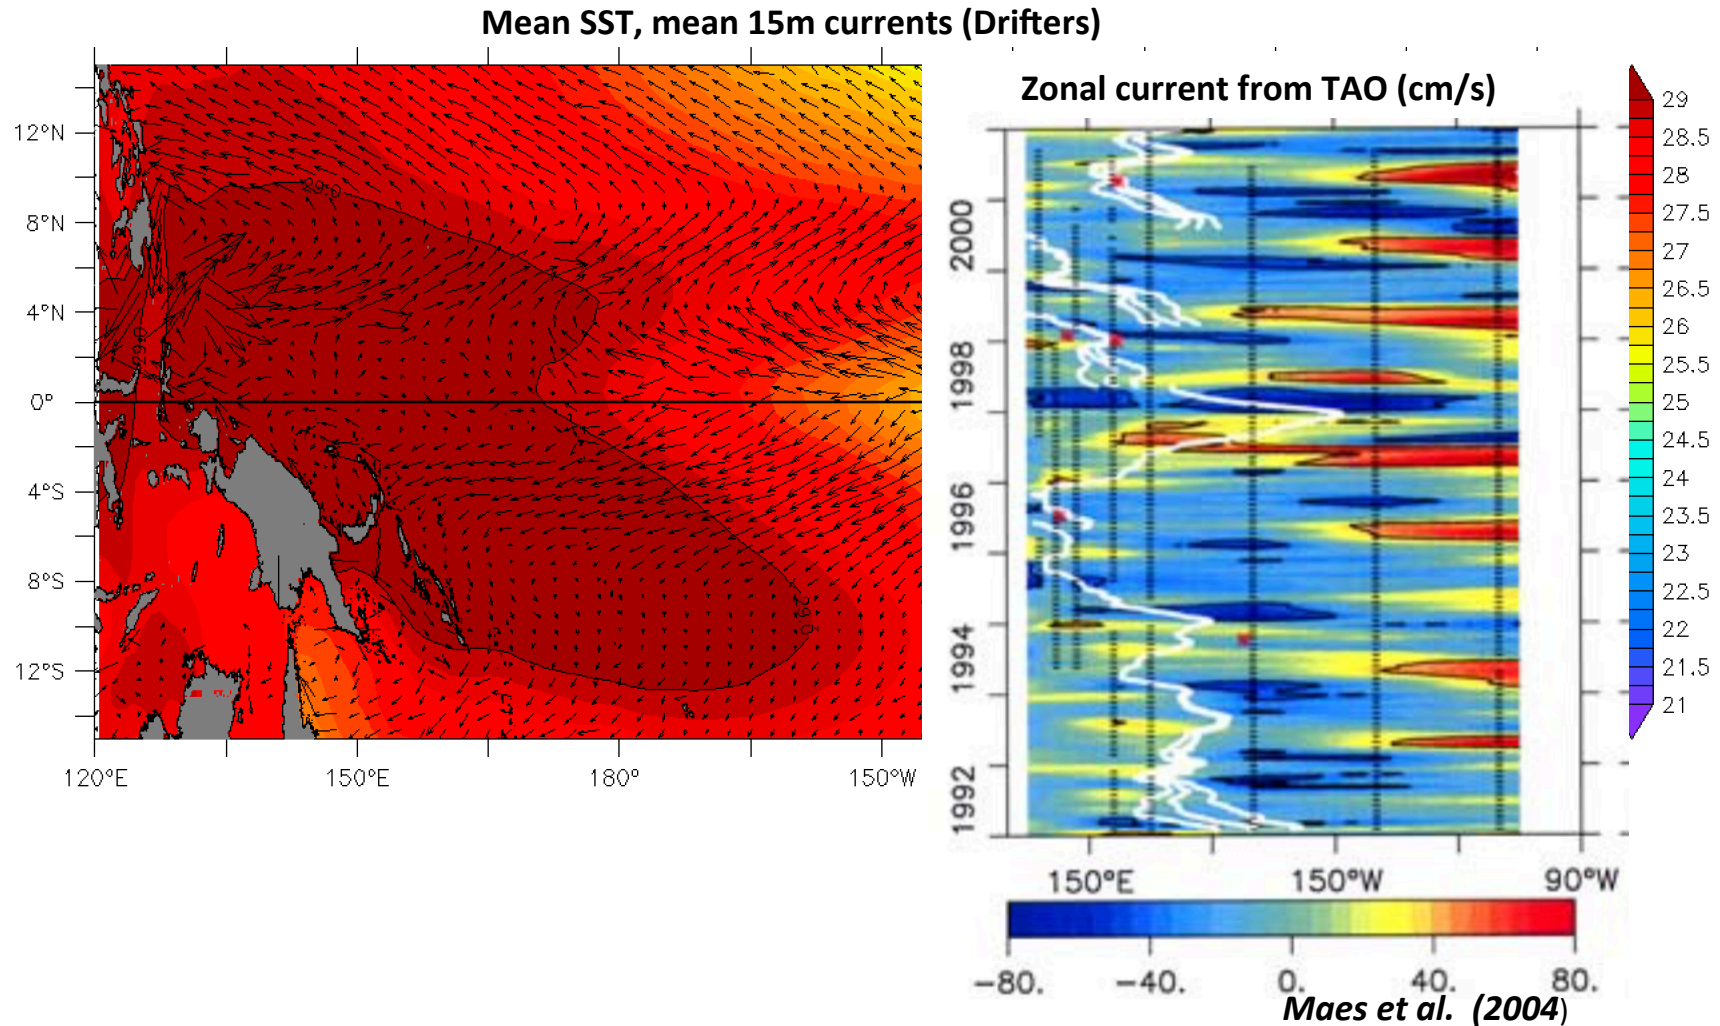 Mean SST, mean 15m currents (Drifters)
Zonal current from TAO (cm/s)
12°N
8°N
4°N
0°
4°S
8°S
12°S
120°E
150°E
180°
150°W
29.0
29.0
29.0
2000
1998
1996
1994
1992
150°E
150°W
90°W
-80.
-40.
0.
40.
80.
29
28.5
28
27.5
27
26.5
26
25.5
25
24.5
24
23.5
23
22.5
22
21.5
21
Maes et al. (2004)